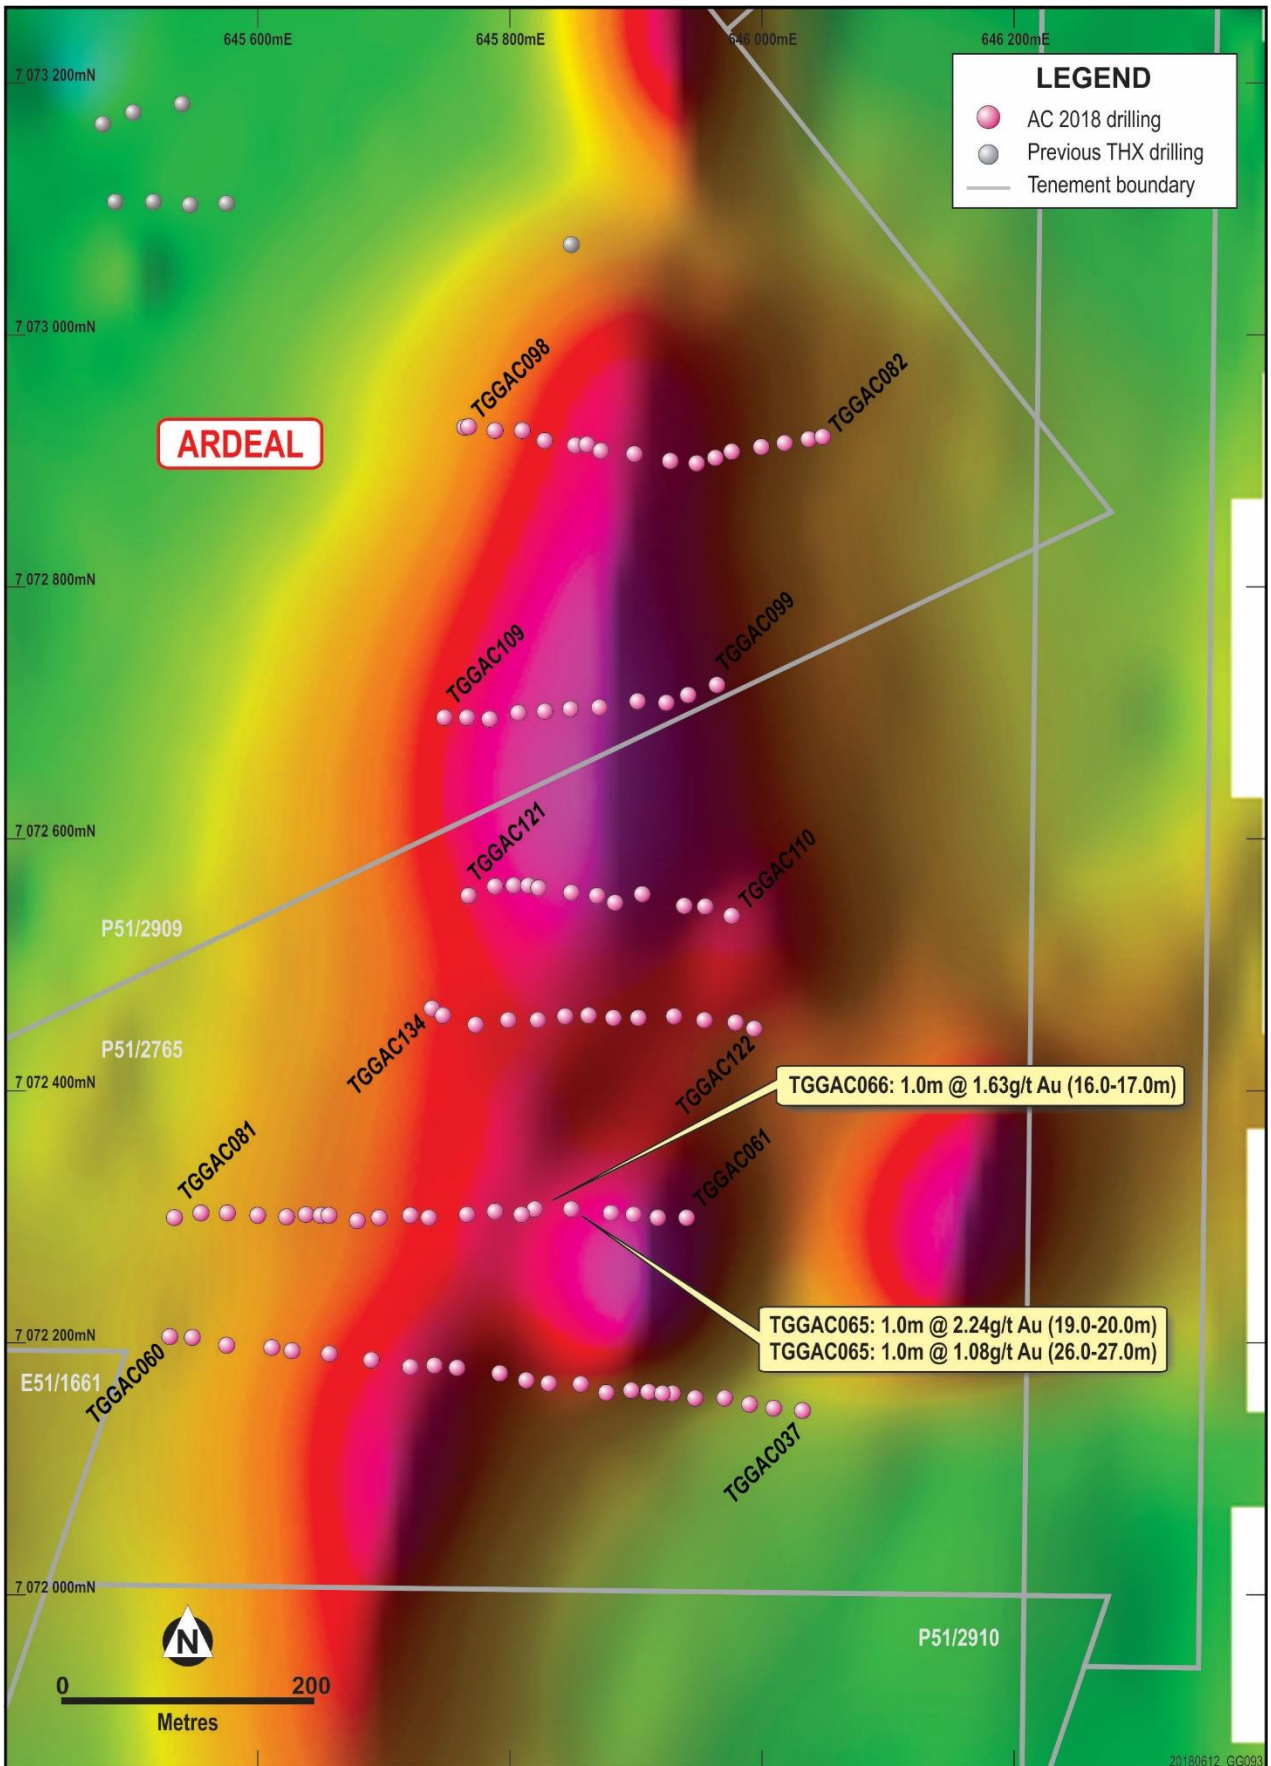 645 600mE
645 800mE
646 000mE
646 200mE
7 073 200mN
LEGEND
AC 2018 drilling
Previous THX drilling
Tenement boundary
7 073 000mN
TGGAC098
TGGAC082
ARDEAL
7 072 800mN
TGGAC109
TGGAC099
7 072 600mN
TGGAC121
TGGAC110
P51/2909
P51/2765
TGGAC134
TGGAC122
7 072 400mN
TGGAC066: 1.0m @ 1.63g/t Au (16.0-17.0m)
TGGAC081
TGGAC061
7 072 200mN
TGGAC065: 1.0m @ 2.24g/t Au (19.0-20.0m)
TGGAC065: 1.0m @ 1.08g/t Au (26.0-27.0m)
E51/1661
TGGAC060
TGGAC037
7 072 000mN
P51/2910
N
0 200
Metres
20180612_GG093